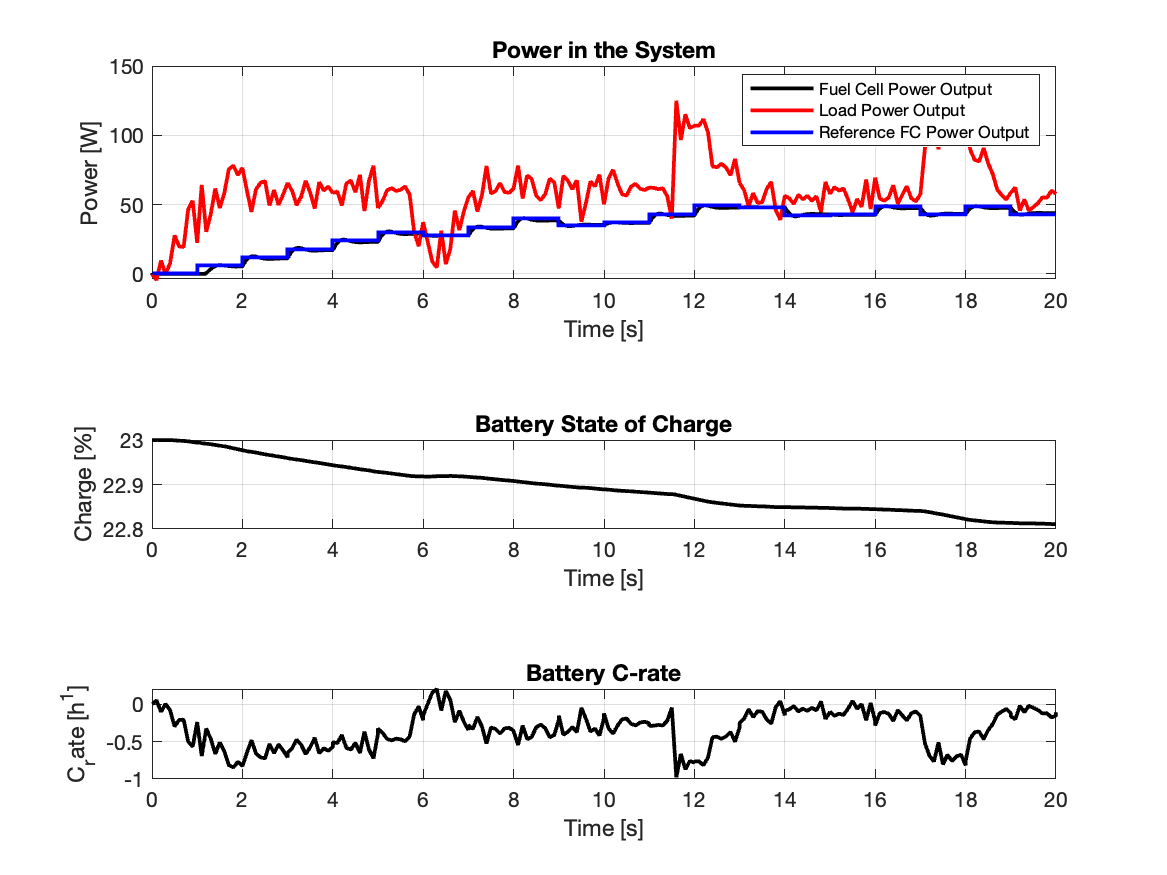 Power in the System
150
100
50
0
Power [W]
Fuel Cell Power Output
Load Power Output
Reference FC Power Output
0 2 4 6 8 10 12 14 16 18 20
Time [s]
Battery State of Charge
23
22.9
22.8
Charge [%]
0 2 4 6 8 10 12 14 16 18 20
Time [s]
Battery C-rate
0
-0.5
-1
C_rate [h^1]
0 2 4 6 8 10 12 14 16 18 20
Time [s]